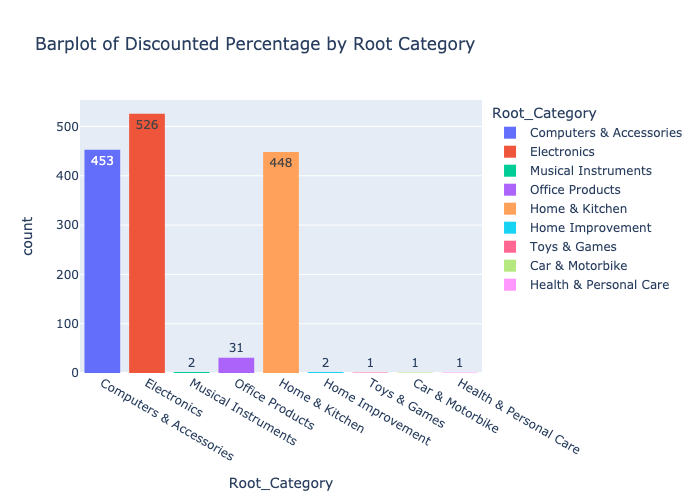 Barplot of Discounted Percentage by Root Category
Root_Category
Computers & Accessories
Electronics
Musical Instruments
Office Products
Home & Kitchen
Home Improvement
Toys & Games
Car & Motorbike
Health & Personal Care
count
500
400
300
200
100
0
453
526
2
31
448
2
1
1
1
Computers & Accessories
Electronics
Musical Instruments
Office Products
Home & Kitchen
Home Improvement
Toys & Games
Car & Motorbike
Health & Personal Care
Root_Category